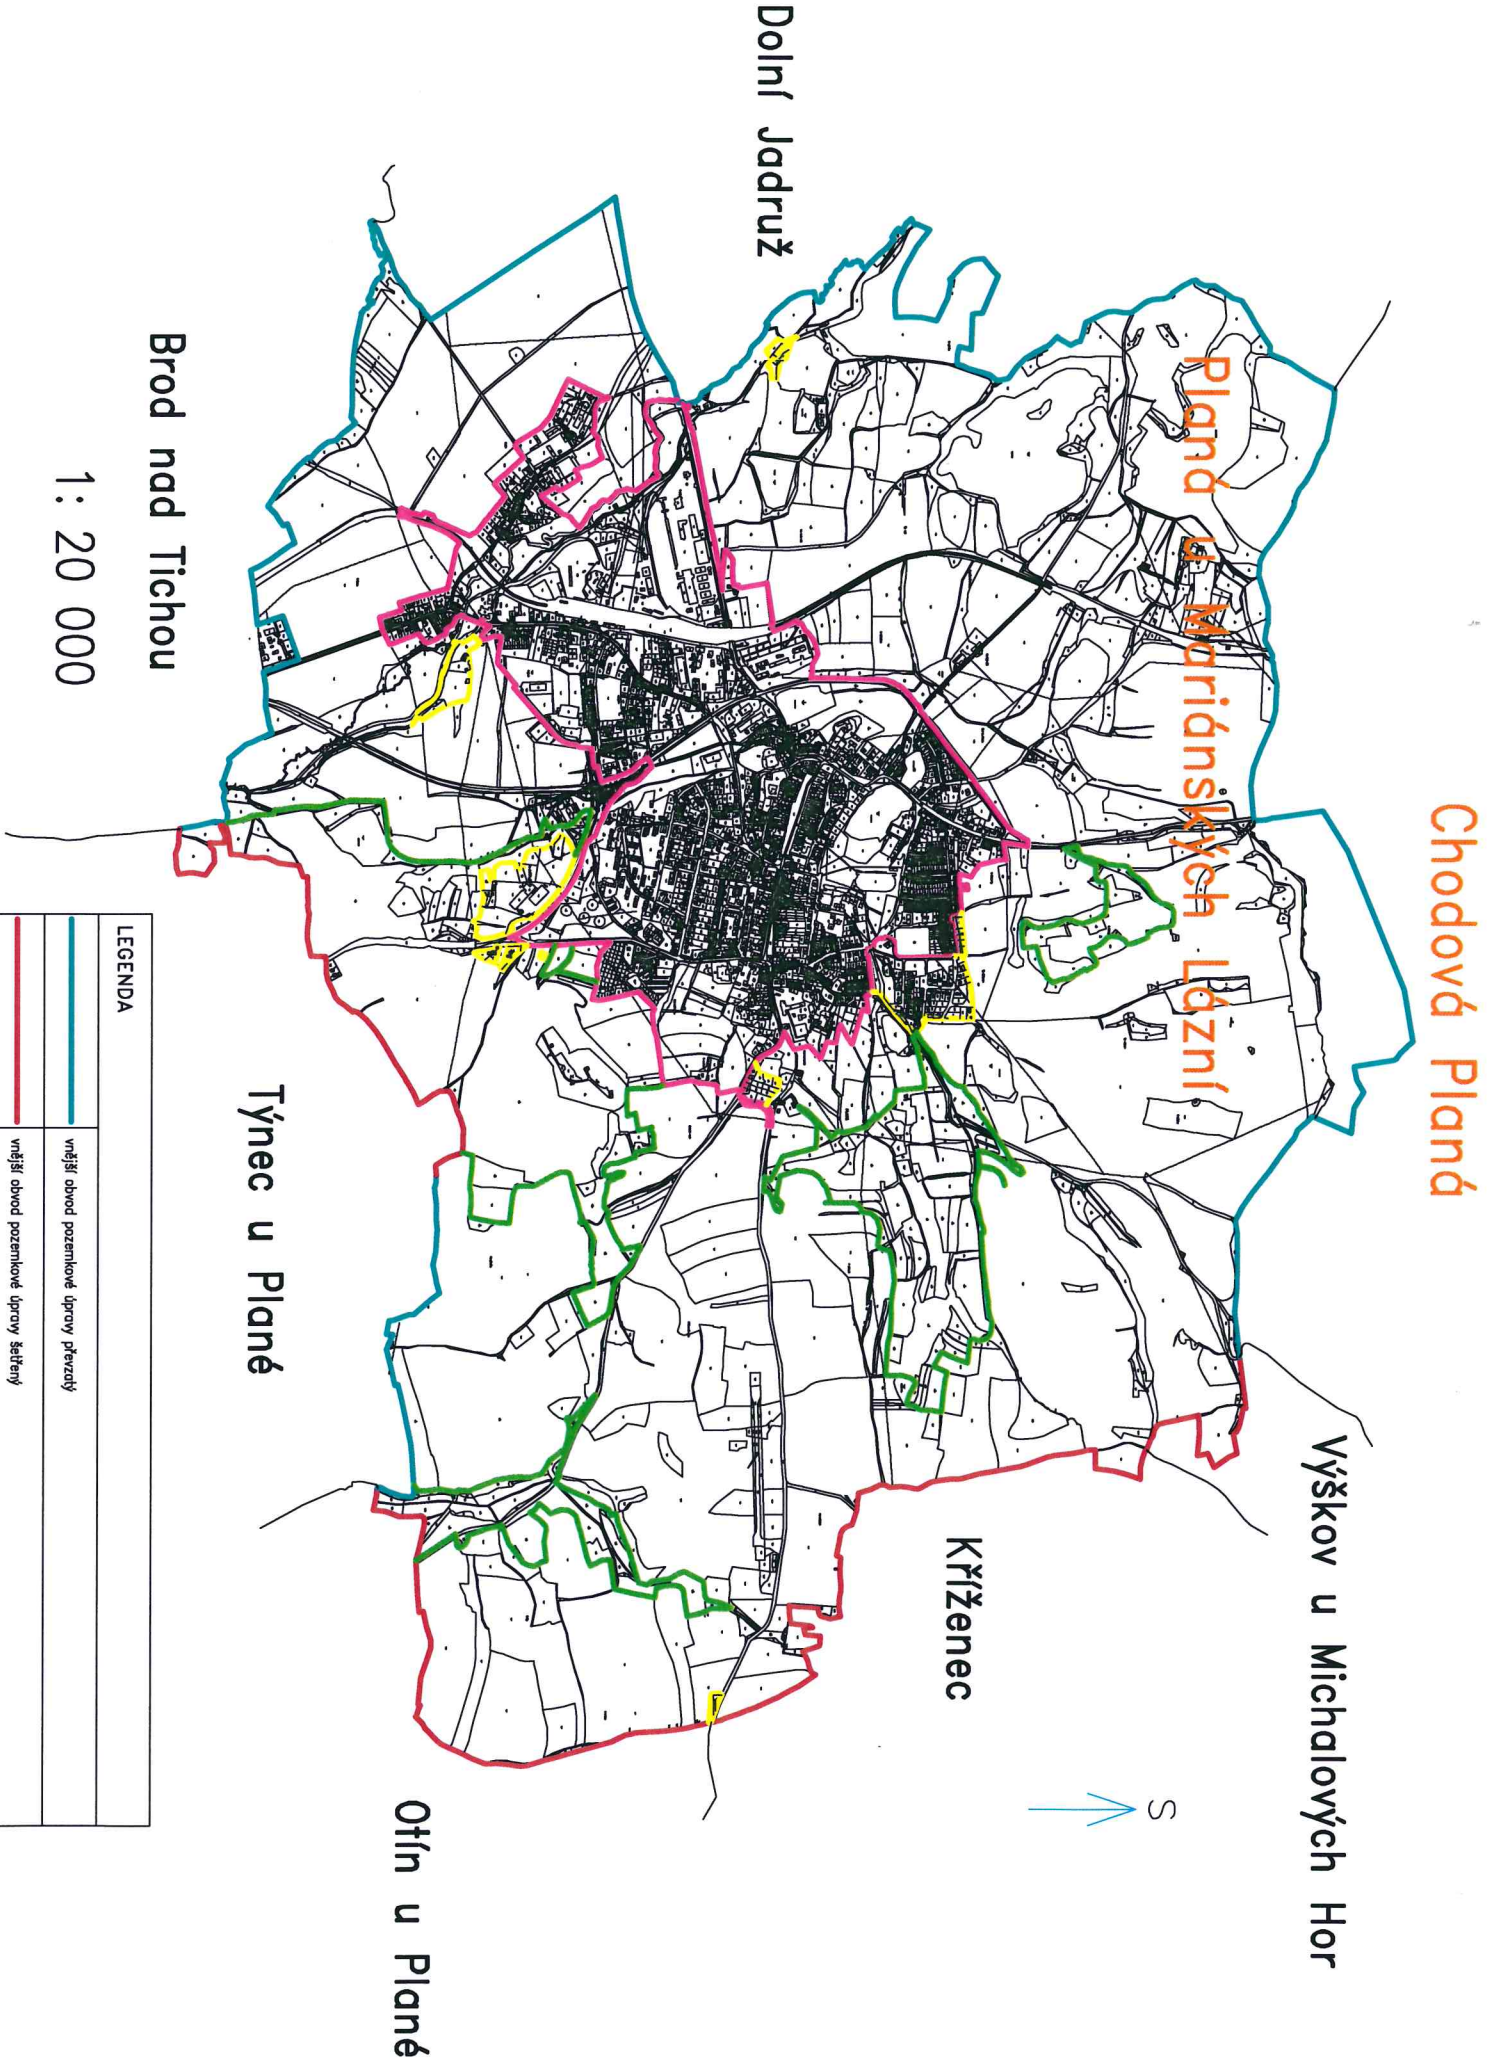 Chodová Planá
Planá u Mariánských Lázní
Výškov u Michalových Hor
Dolní Jadruž
Kříženec
S
Brod nad Tichou
Týnec u Plané
Otín u Plané
1: 20 000
LEGENDA
vnější obvod pozemkové úpravy převzatý
vnější obvod pozemkové úpravy šetřený